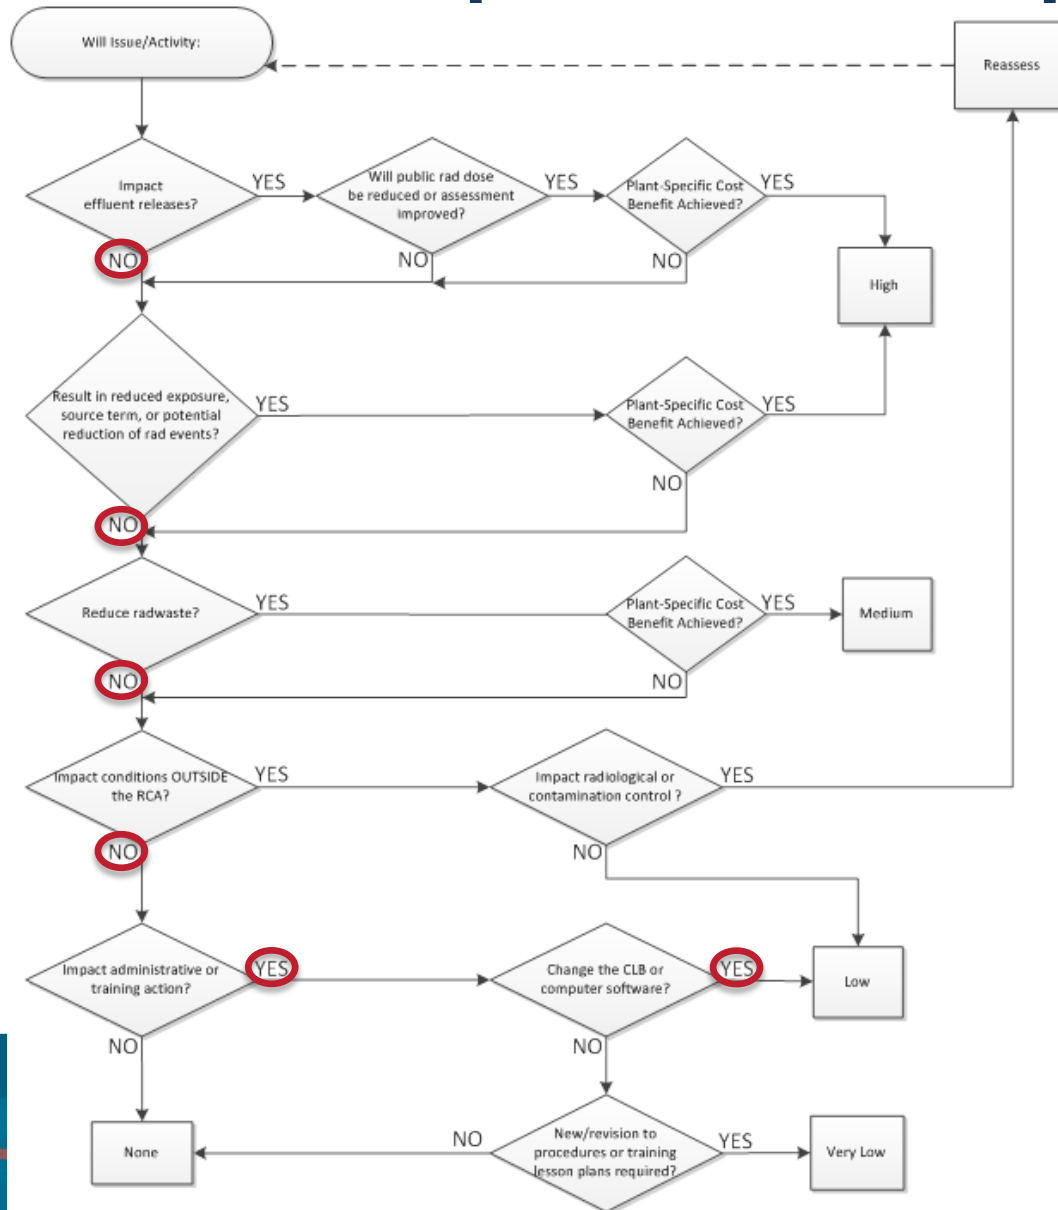 Will Issue/Activity:
Reassess
Impact
effluent releases?
YES
Will public rad dose
be reduced or assessment
improved?
YES
Plant-Specific Cost
Benefit Achieved?
YES
NO
NO
NO
High
Result in reduced exposure,
source term, or potential
reduction of rad events?
YES
Plant-Specific Cost
Benefit Achieved?
YES
NO
NO
Reduce radwaste?
YES
Plant-Specific Cost
Benefit Achieved?
YES
Medium
NO
NO
Impact conditions OUTSIDE
the RCA?
YES
Impact radiological or
contamination control ?
YES
NO
NO
Impact administrative or
training action?
YES
Change the CLB or
computer software?
YES
Low
NO
NO
None
NO
New/revision to
procedures or training
lesson plans required?
YES
Very Low